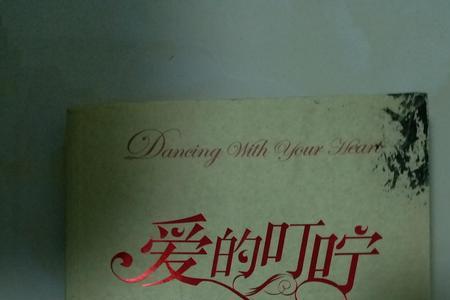 Dancing With Your Heart
爱的叮咛